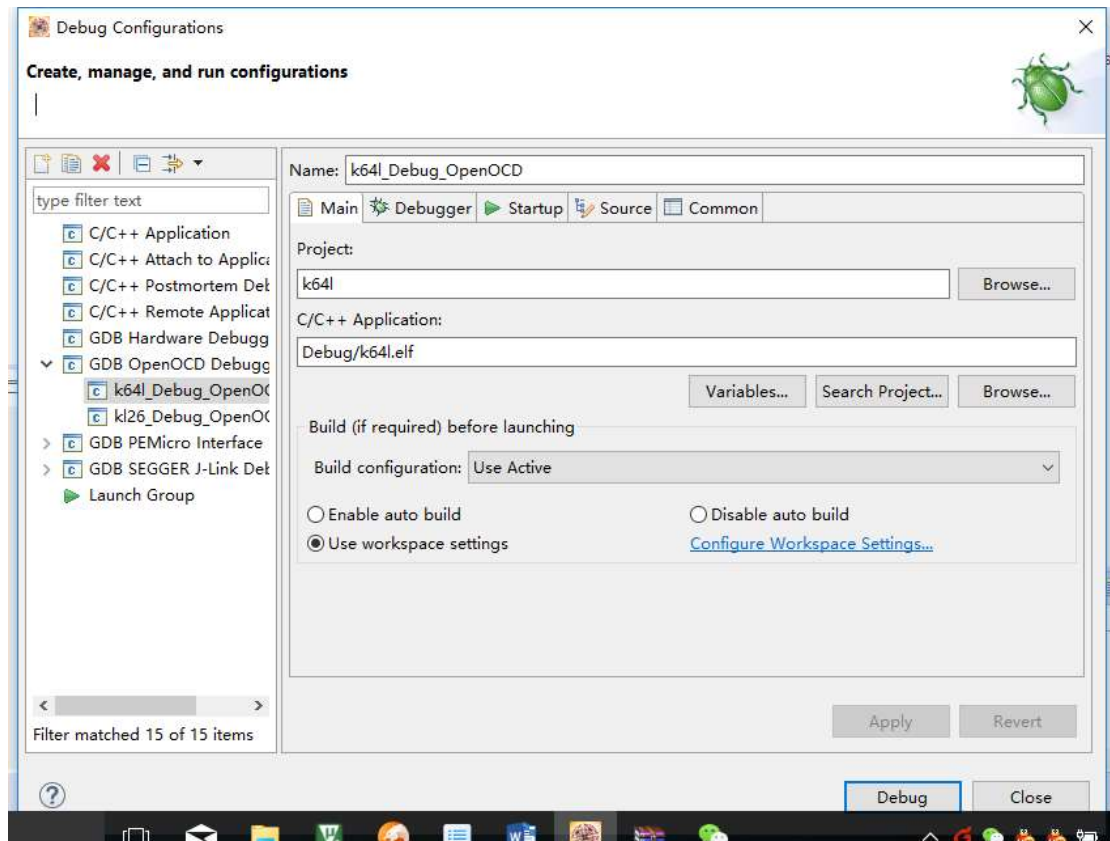 Debug Configurations
Create, manage, and run configurations
type filter text
C/C++ Application
C/C++ Attach to Applica
C/C++ Postmortem Det
C/C++ Remote Applicat
GDB Hardware Debugg
GDB OpenOCD Debugg
k64l_Debug_OpenOC
kl26_Debug_OpenOC
GDB PEMicro Interface
GDB SEGGER J-Link Det
Launch Group
Filter matched 15 of 15 items
Name: k64l_Debug_OpenOCD
Main Debugger Startup Source Common
Project:
k64l Browse...
C/C++ Application:
Debug/k64l.elf
Variables... Search Project... Browse...
Build (if required) before launching
Build configuration: Use Active
Enable auto build Disable auto build
Use workspace settings Configure Workspace Settings...
Apply Revert
Debug Close